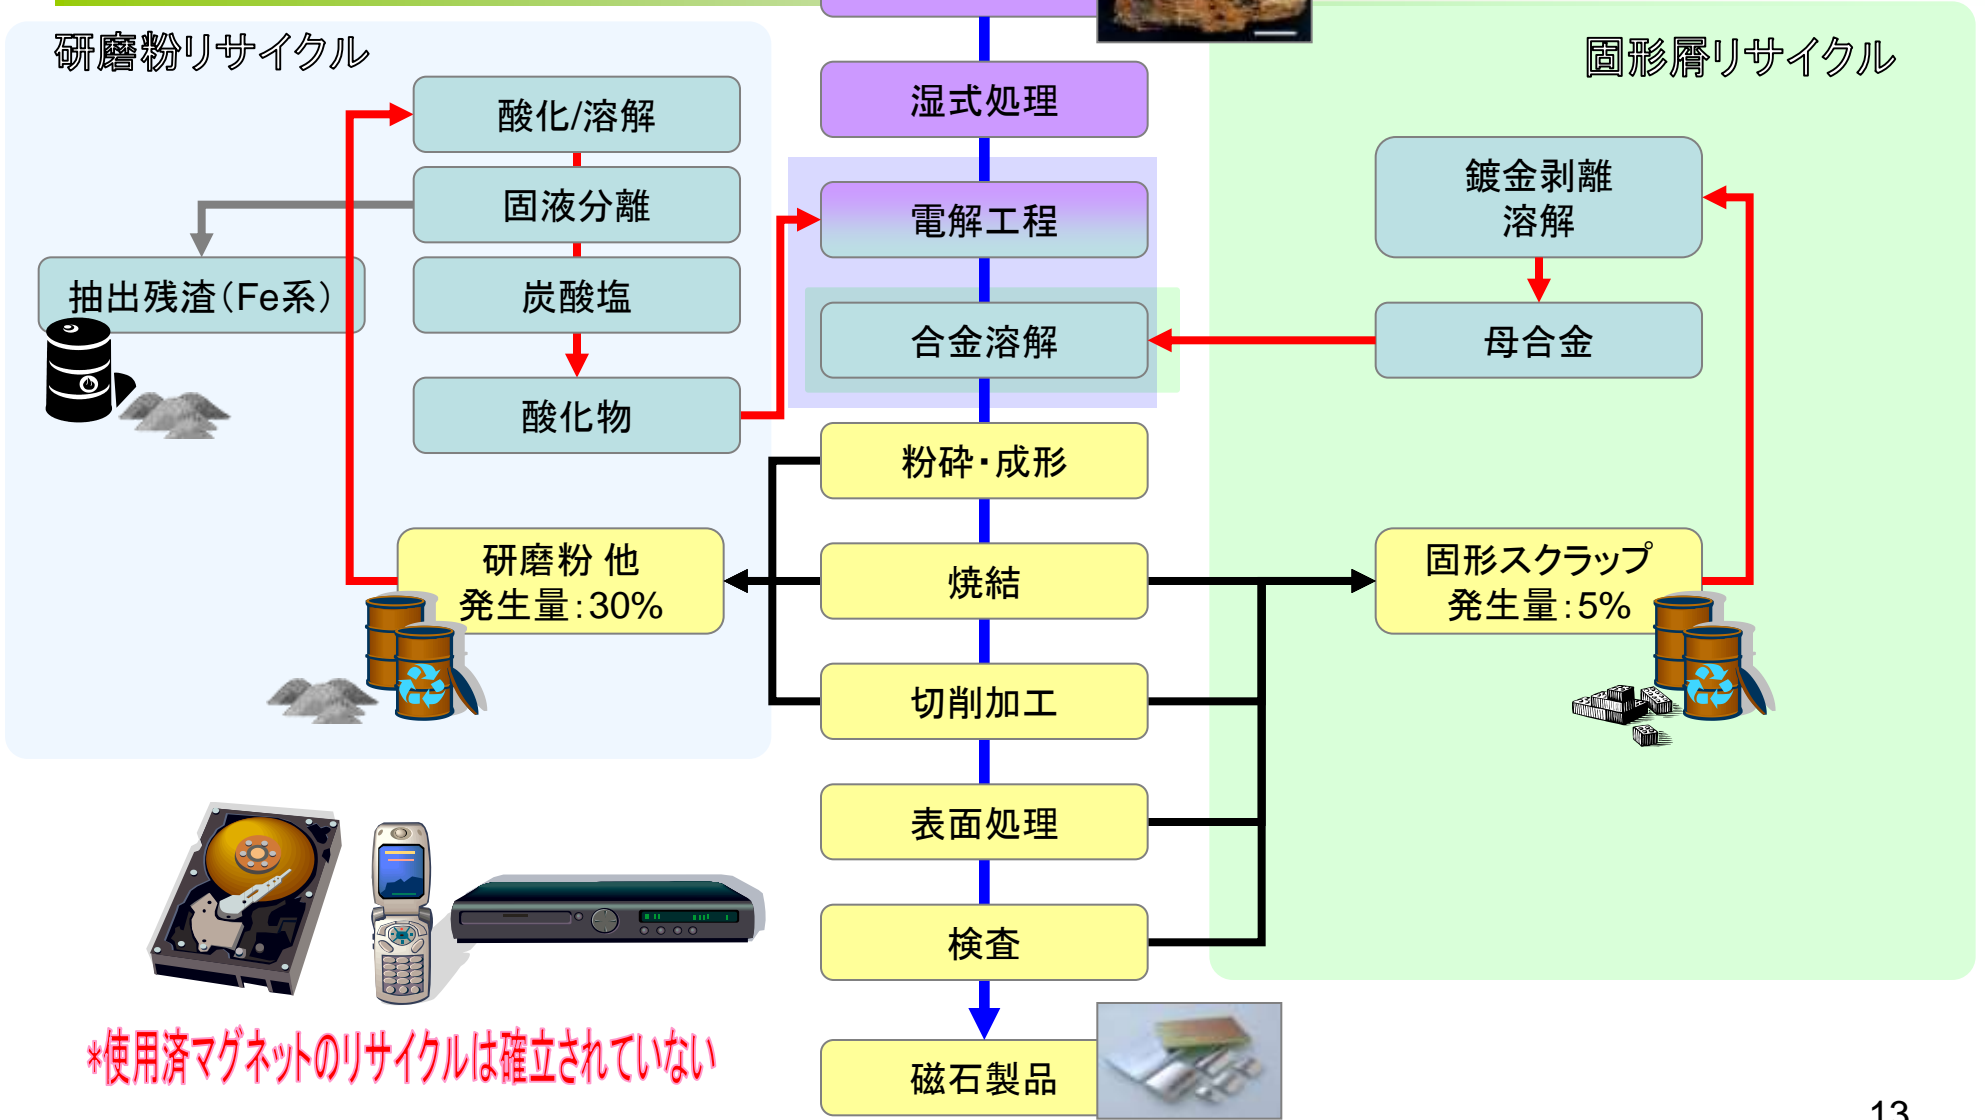 研磨粉リサイクル
固形屑リサイクル
酸化/溶解
固液分離
抽出残渣(Fe系)
炭酸塩
酸化物
研磨粉 他
発生量:30%
湿式処理
電解工程
合金溶解
粉砕・成形
焼結
切削加工
表面処理
検査
磁石製品
鍍金剥離
溶解
母合金
固形スクラップ
発生量:5%
*使用済マグネットのリサイクルは確立されていない
13